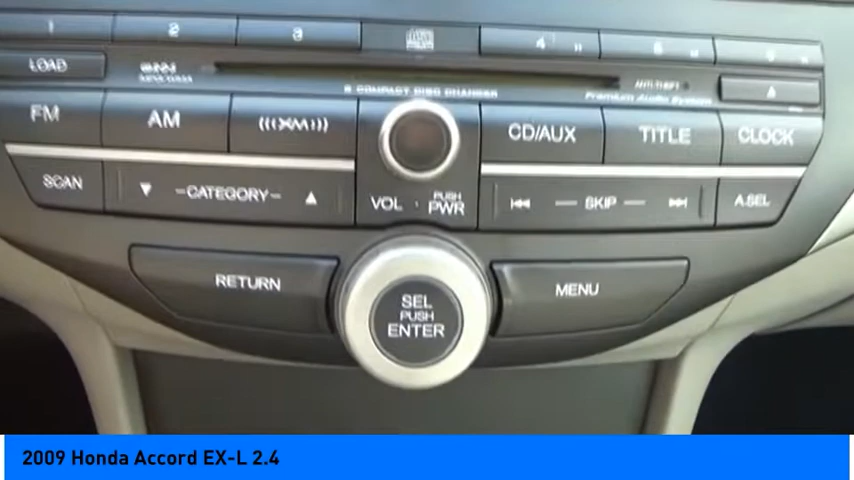 1 2 3 4 5 6
LOAD
6 COMPACT DISC CHANGER
ANTI-THEFT
Premium Audio System
FM AM (((XM))) CD/AUX TITLE CLOCK
SCAN ▼ CATEGORY ▲ VOL PUSH PWR SKIP A.SEL
RETURN MENU
SEL
PUSH
ENTER
2009 Honda Accord EX-L 2.4